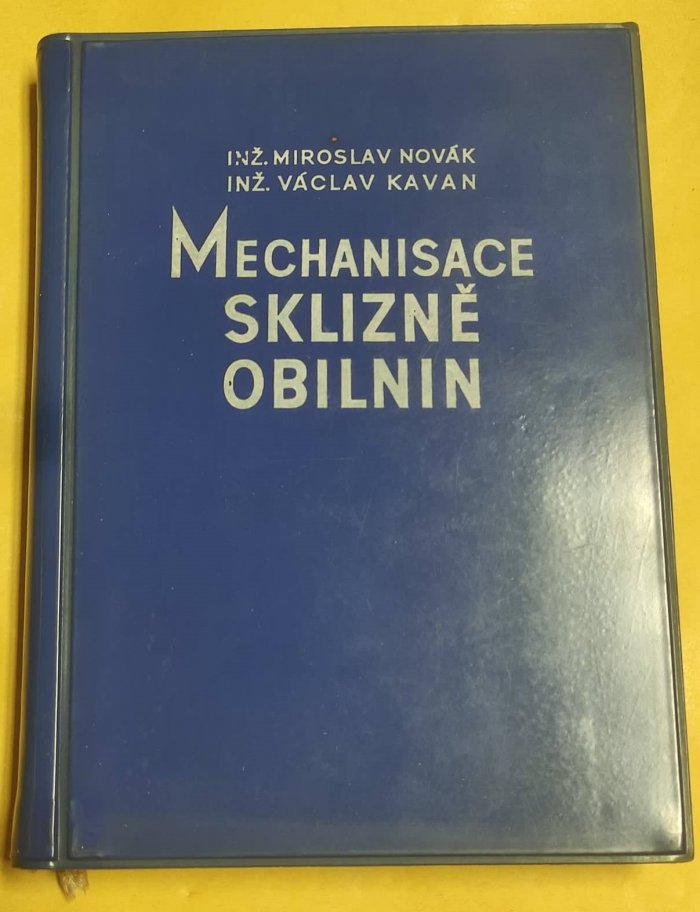 INŽ. MIROSLAV NOVÁK
INŽ. VÁCLAV KAVAN
MECHANISACE
SKLIZNĚ
OBILNIN